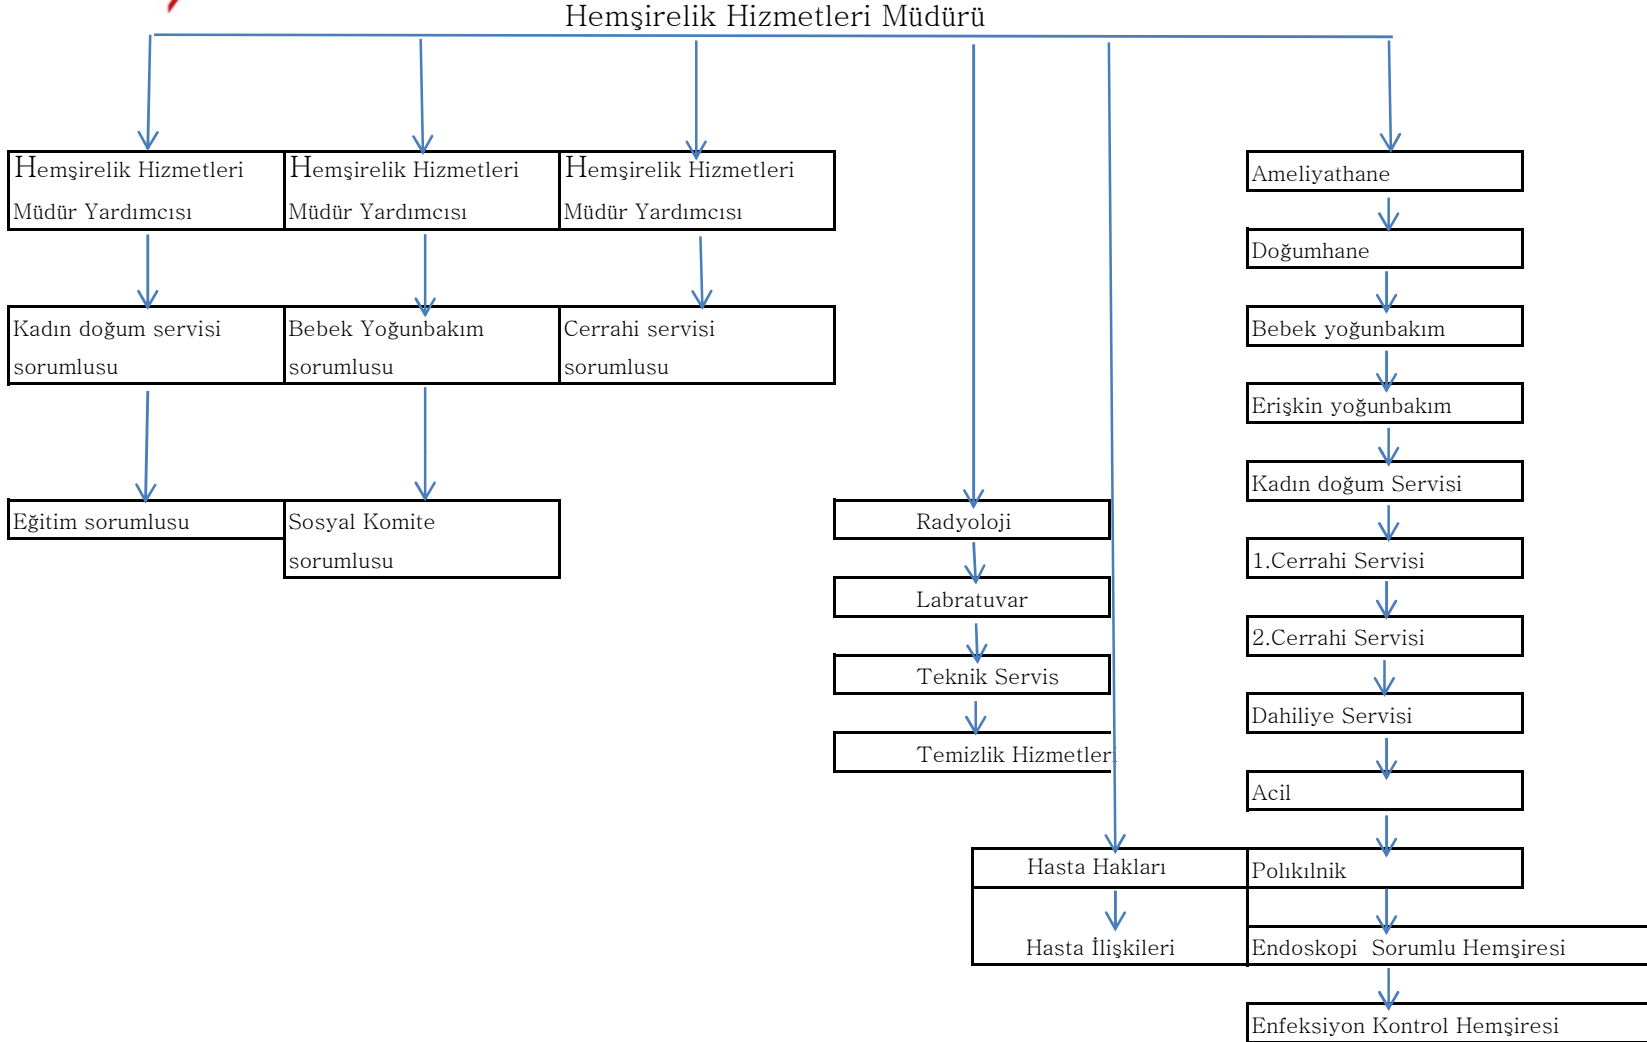 Hemşirelik Hizmetleri Müdürü
Hemşirelik Hizmetleri
Müdür Yardımcısı
Hemşirelik Hizmetleri
Müdür Yardımcısı
Hemşirelik Hizmetleri
Müdür Yardımcısı
Kadın doğum servisi
sorumlusu
Bebek Yoğunbakım
sorumlusu
Cerrahi servisi
sorumlusu
Eğitim sorumlusu
Sosyal Komite
sorumlusu
Radyoloji
Labratuvar
Teknik Servis
Temizlik Hizmetleri
Hasta Hakları
Hasta İlişkileri
Ameliyathane
Doğumhane
Bebek yoğunbakım
Erişkin yoğunbakım
Kadın doğum Servisi
1.Cerrahi Servisi
2.Cerrahi Servisi
Dahiliye Servisi
Acil
Polıkılnik
Endoskopi Sorumlu Hemşiresi
Enfeksiyon Kontrol Hemşiresi